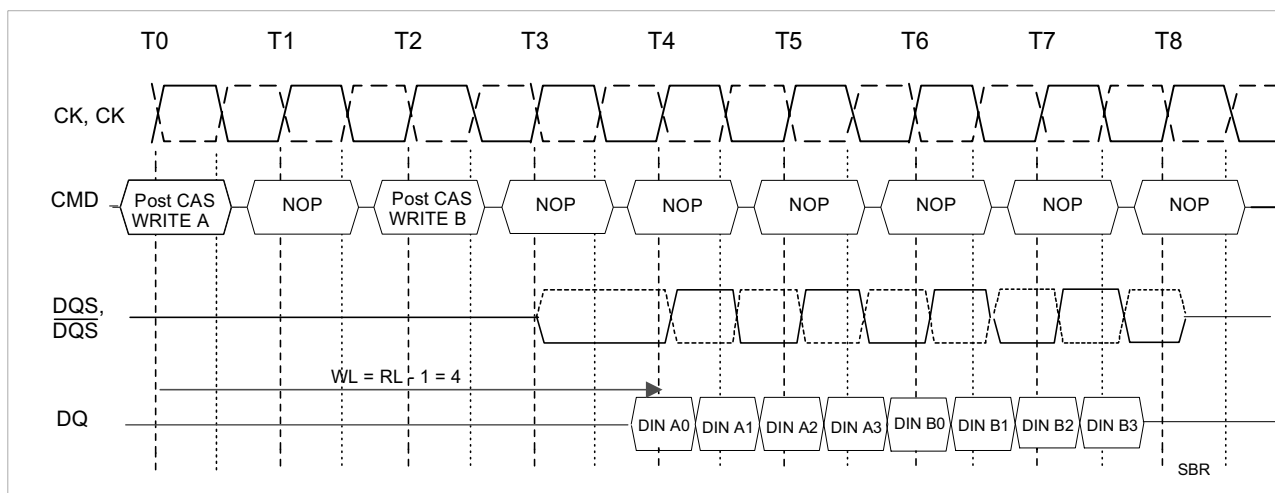 T0 T1 T2 T3 T4 T5 T6 T7 T8
CK, CK
CMD
Post CAS
WRITE A
NOP
Post CAS
WRITE B
NOP
NOP
NOP
NOP
NOP
NOP
DQS,
DQS
WL = RL - 1 = 4
DQ
DIN A0 DIN A1 DIN A2 DIN A3 DIN B0 DIN B1 DIN B2 DIN B3
SBR